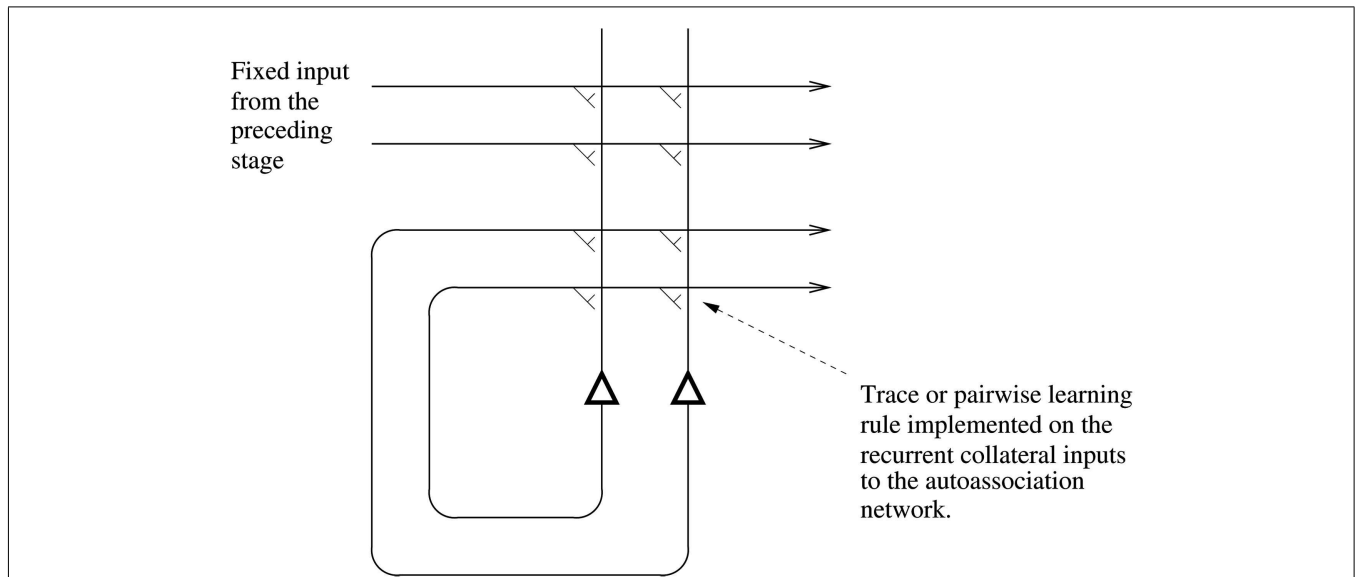 Fixed input
from the
preceding
stage
Trace or pairwise learning
rule implemented on the
recurrent collateral inputs
to the autoassociation
network.